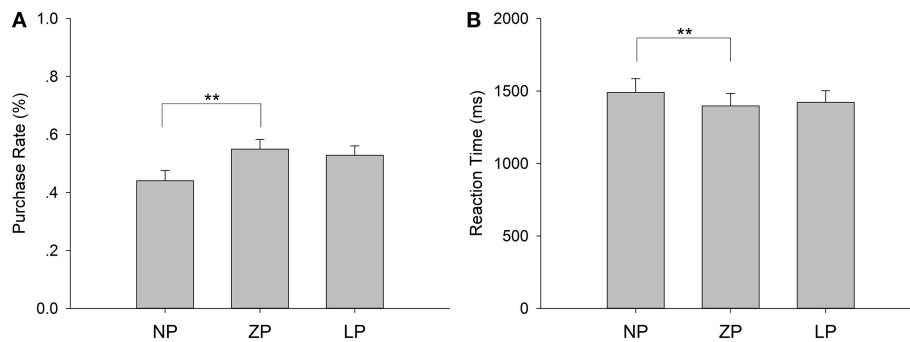 A
Purchase Rate (%)
1.0
.8
.6
.4
.2
0.0
**
NP ZP LP
B
Reaction Time (ms)
2000
1500
1000
500
0
**
NP ZP LP